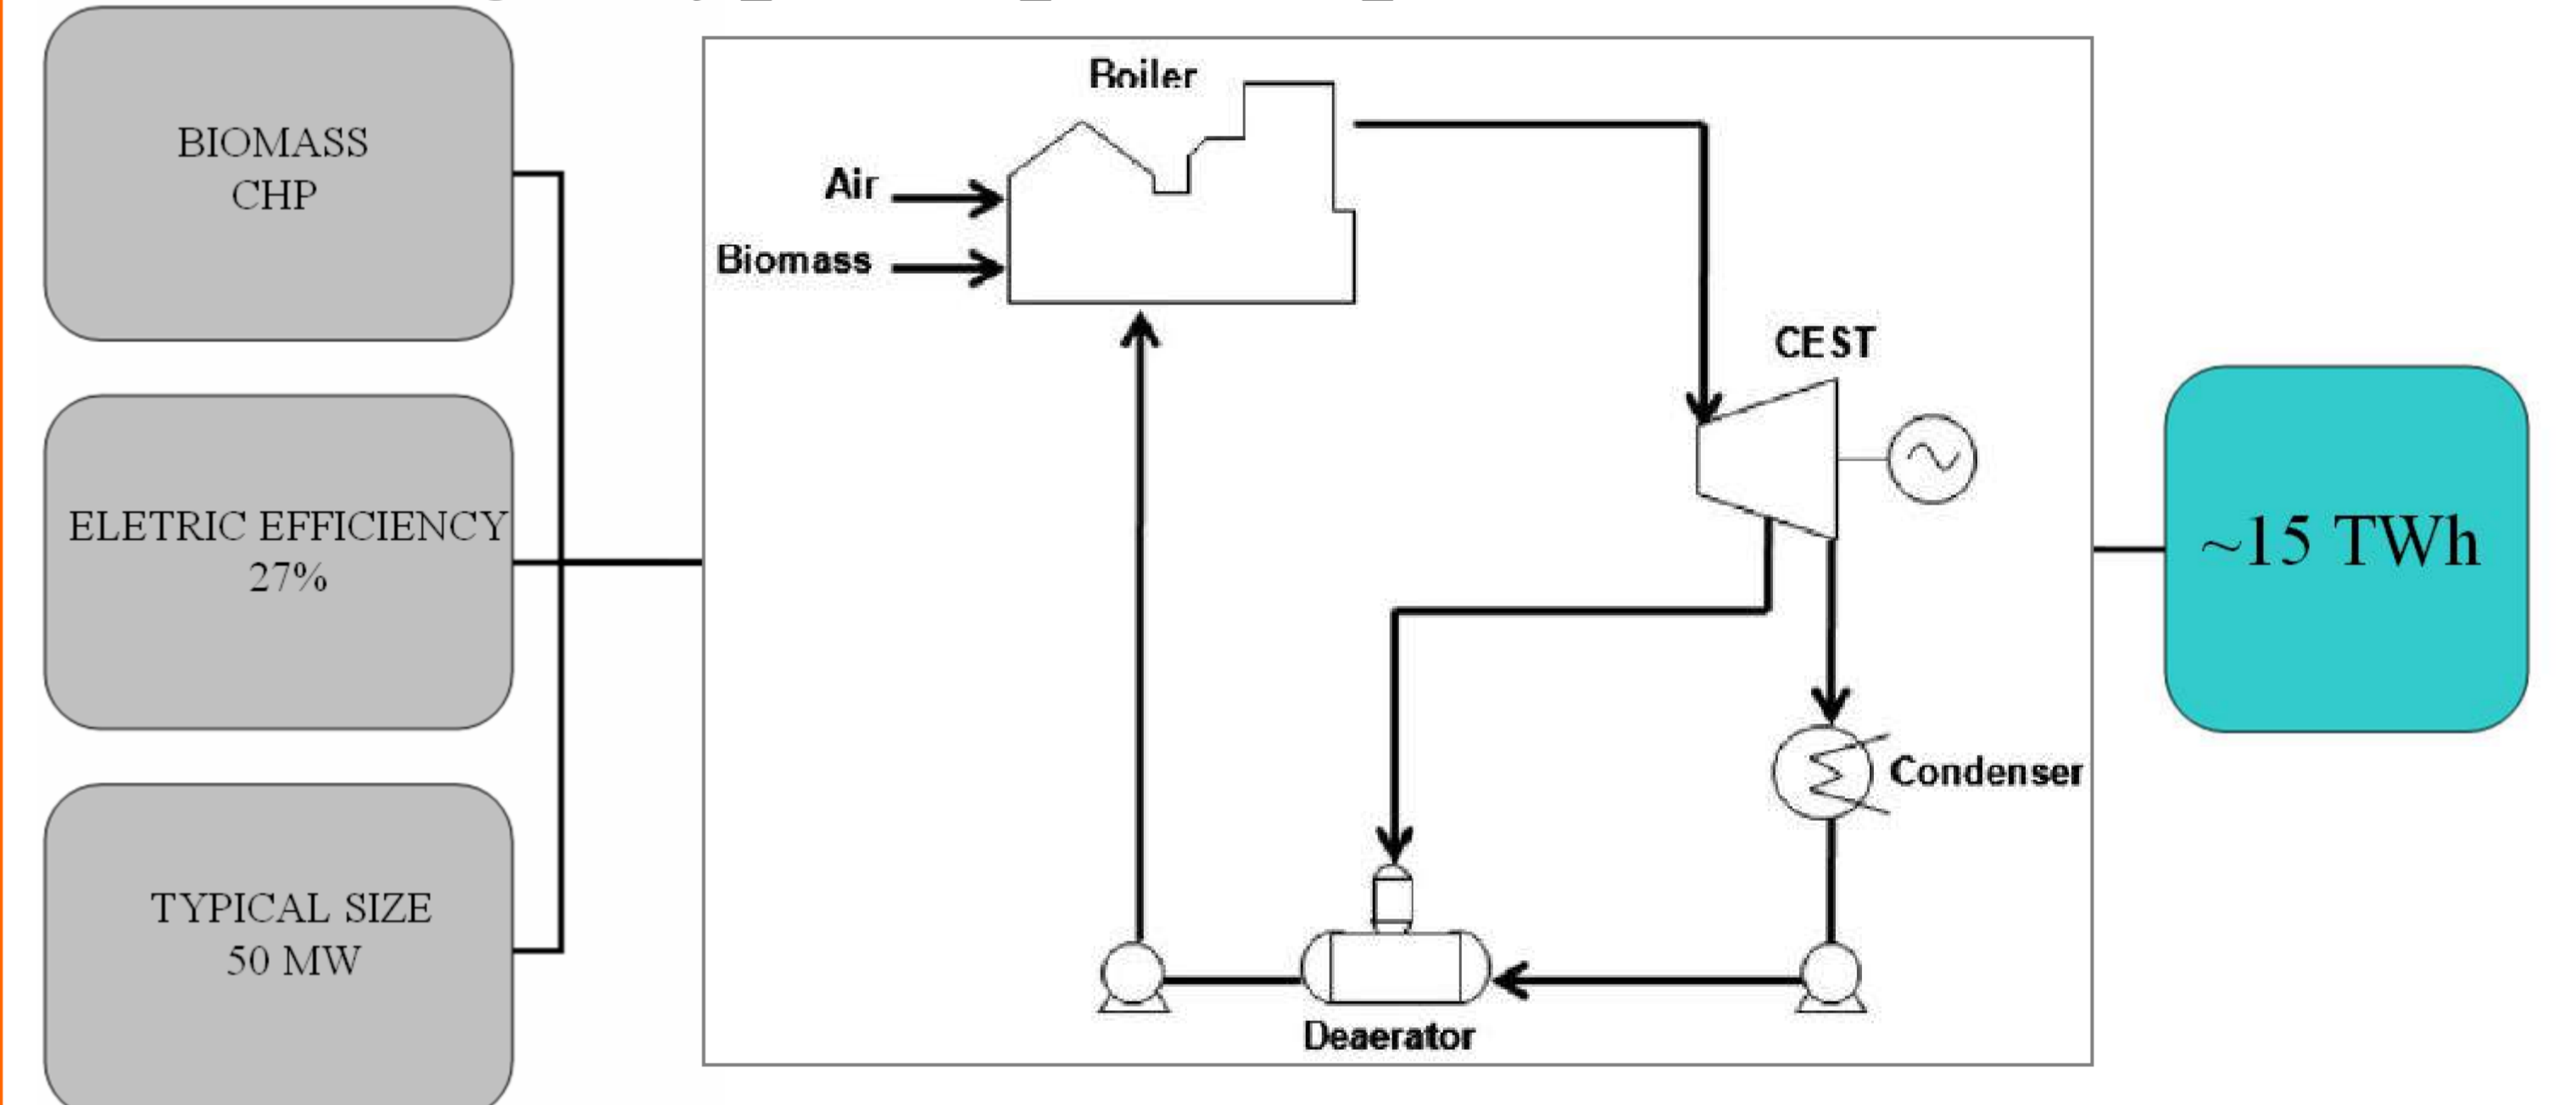 BIOMASS
CHP
ELETRIC EFFICIENCY
27%
TYPICAL SIZE
50 MW
Boiler
Air
Biomass
CEST
Condenser
Deaerator
~15 TWh